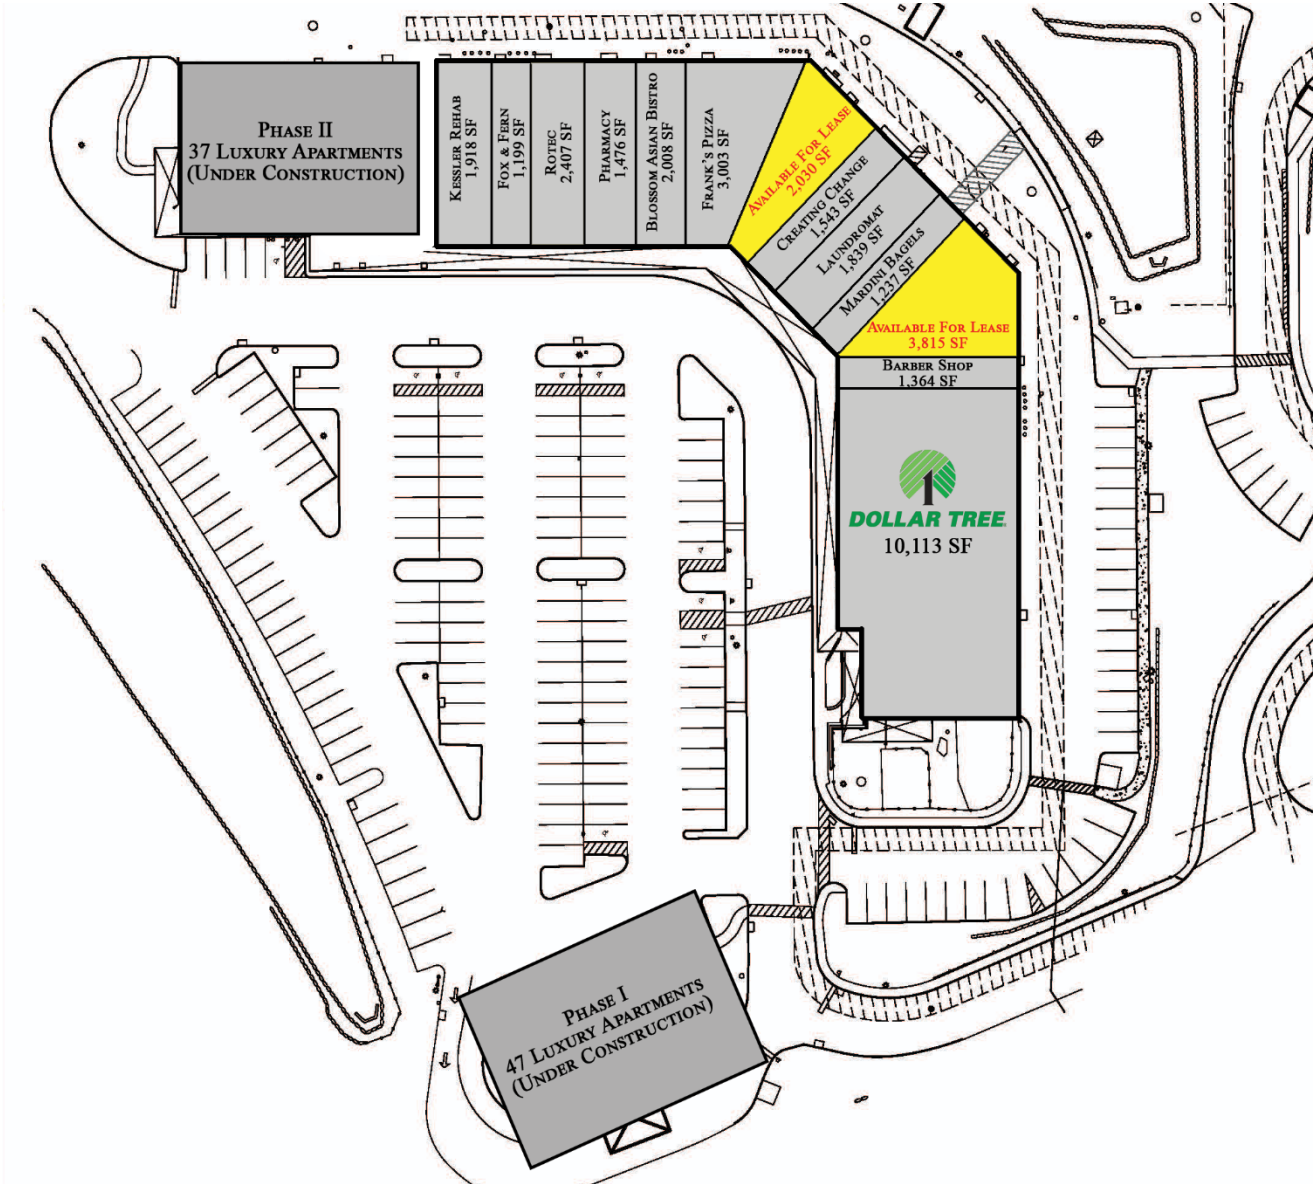 Phase II
37 Luxury Apartments
(Under Construction)
Kessler Rehab
1,918 SF
Fox & Fern
1,199 SF
Rotec
2,407 SF
Pharmacy
1,476 SF
Blossom Asian Bistro
2,008 SF
Frank's Pizza
3,003 SF
Available For Lease
2,030 SF
Creating Change
1,543 SF
Laundromat
1,839 SF
Mardini Bagels
1,237 SF
Available For Lease
3,815 SF
Barber Shop
1,364 SF
1
DOLLAR TREE
10,113 SF
Phase I
47 Luxury Apartments
(Under Construction)